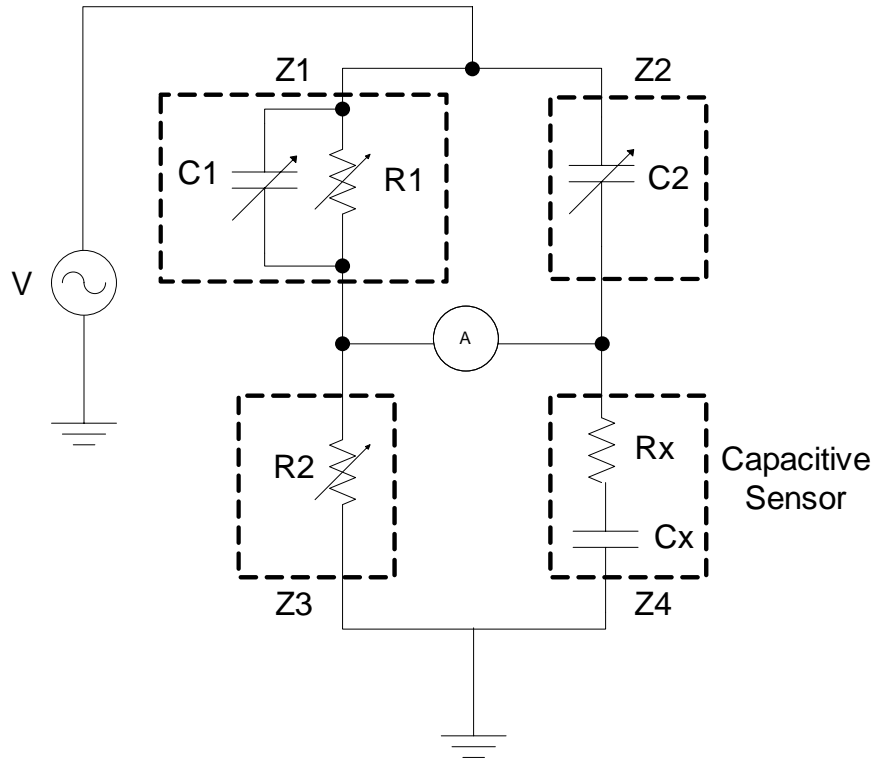 Z1
Z2
C1
R1
C2
V
A
R2
Rx
Cx
Capacitive
Sensor
Z3
Z4